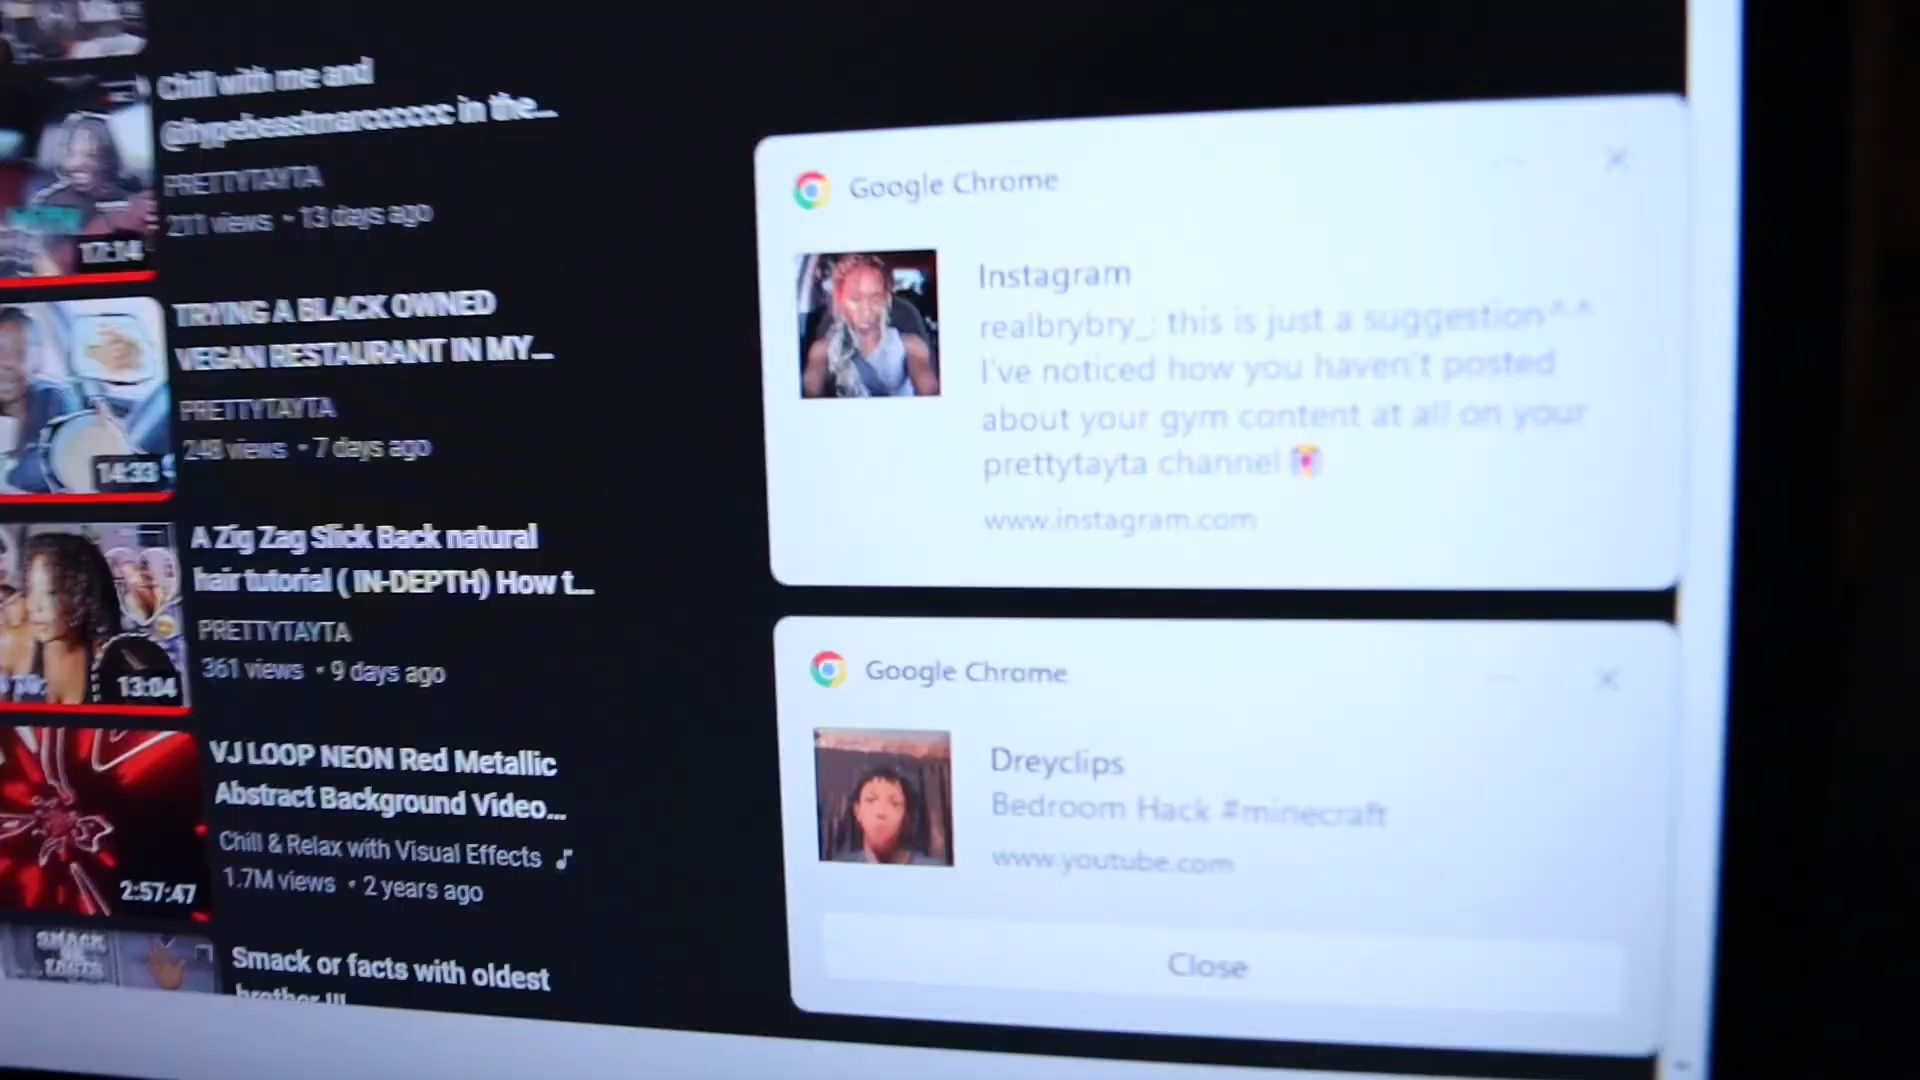 Chill with me and
@hypebeastmarcccccc in the...
PRETTYTAYTA
211 views • 13 days ago
17:14
TRYING A BLACK OWNED
VEGAN RESTAURANT IN MY...
PRETTYTAYTA
248 views • 7 days ago
14:33
A Zig Zag Slick Back natural
hair tutorial ( IN-DEPTH) How t...
PRETTYTAYTA
361 views • 9 days ago
13:04
VJ LOOP NEON Red Metallic
Abstract Background Video...
Chill & Relax with Visual Effects
1.7M views • 2 years ago
2:57:47
SMACK
OR
FACTS
Smack or facts with oldest
brother !!!
Google Chrome
Instagram
realbrybry_: this is just a suggestion^^
I've noticed how you haven't posted
about your gym content at all on your
prettytayta channel
www.instagram.com
Google Chrome
Dreyclips
Bedroom Hack #minecraft
www.youtube.com
Close